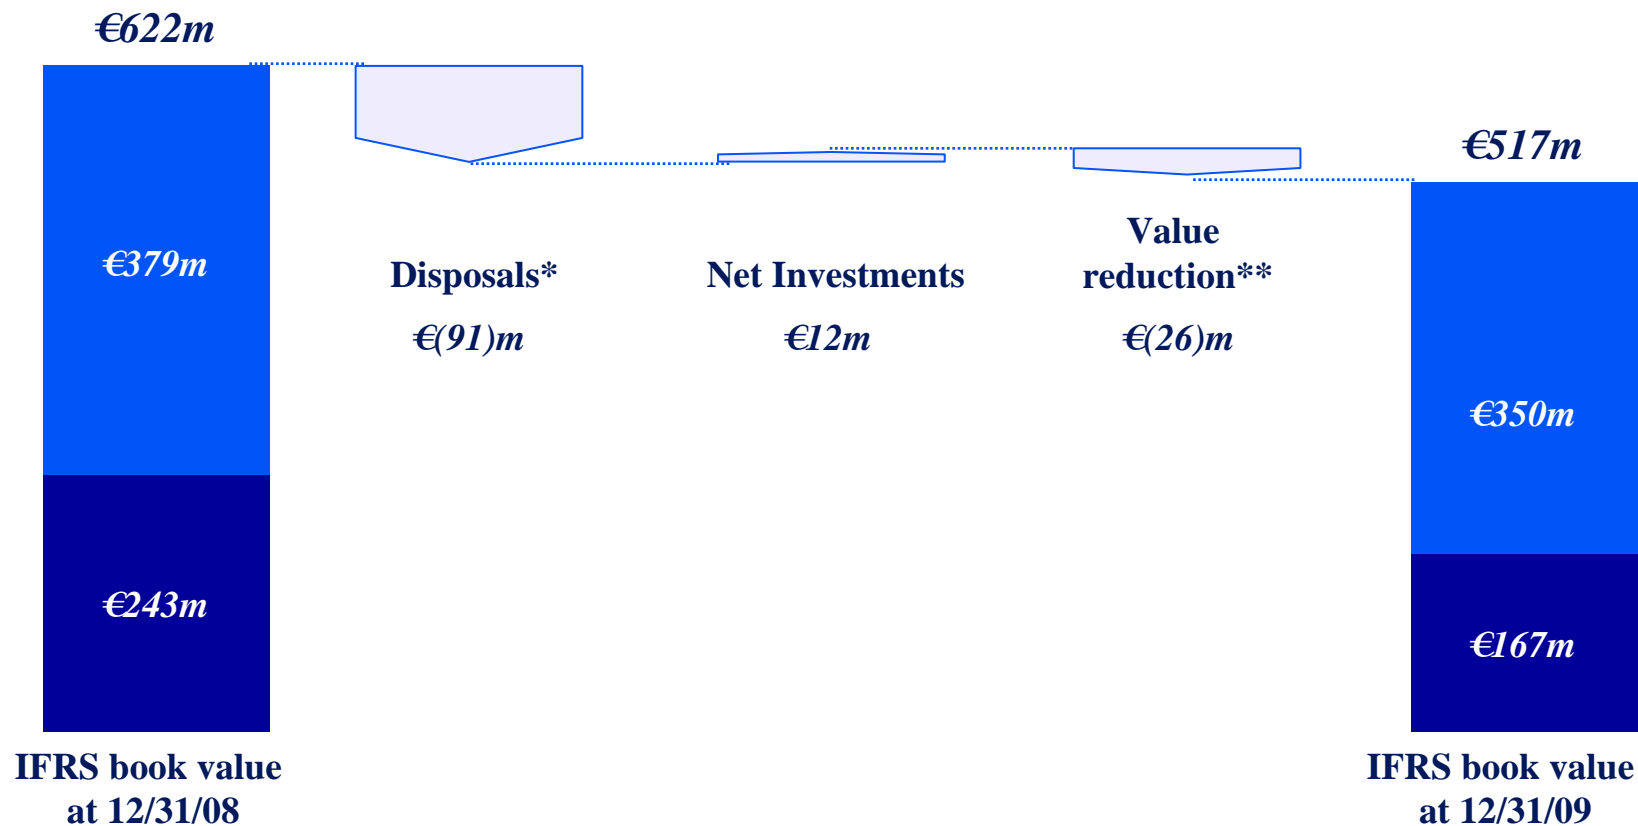 €622m
€379m
€243m
IFRS book value
at 12/31/08
Disposals*
€(91)m
Net Investments
€12m
Value
reduction**
€(26)m
€517m
€350m
€167m
IFRS book value
at 12/31/09